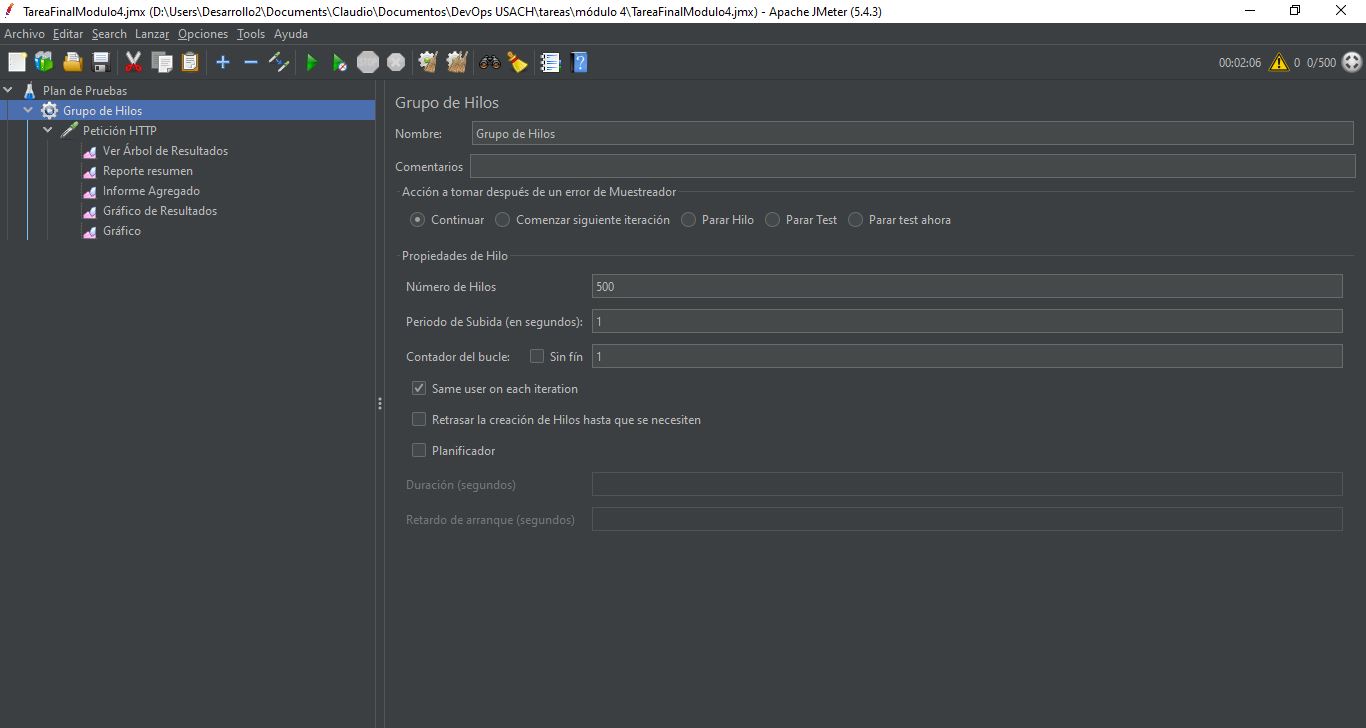 TareaFinalModulo4.jmx (D:\Users\Desarrollo2\Documents\Claudio\Documentos\DevOps USACH\tareas\módulo 4\TareaFinalModulo4.jmx) - Apache JMeter (5.4.3)
Archivo Editar Search Lanzar Opciones Tools Ayuda
STOP 00:02:06 0 0/500
Plan de Pruebas
Grupo de Hilos
Petición HTTP
Ver Árbol de Resultados
Reporte resumen
Informe Agregado
Gráfico de Resultados
Gráfico
Grupo de Hilos
Nombre: Grupo de Hilos
Comentarios
Acción a tomar después de un error de Muestreador
Continuar Comenzar siguiente iteración Parar Hilo Parar Test Parar test ahora
Propiedades de Hilo
Número de Hilos 500
Periodo de Subida (en segundos): 1
Contador del bucle: Sin fín 1
Same user on each iteration
Retrasar la creación de Hilos hasta que se necesiten
Planificador
Duración (segundos)
Retardo de arranque (segundos)